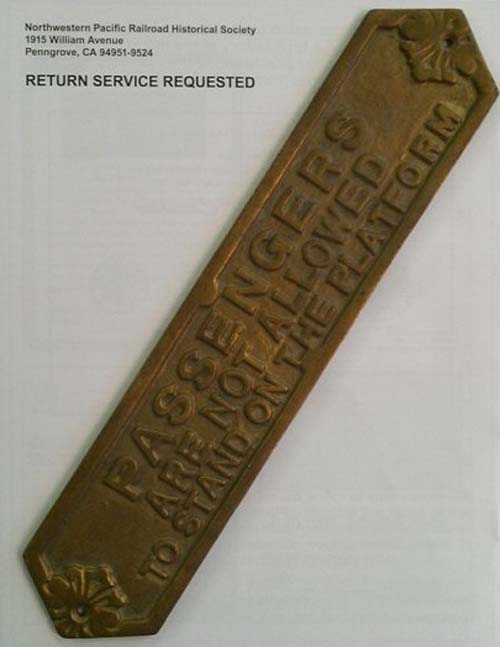 Northwestern Pacific Railroad Historical Society
1915 William Avenue
Penngrove, CA 94951-9524
RETURN SERVICE REQUESTED
PASSENGERS
ARE NOT ALLOWED
TO STAND ON THE PLATFORM